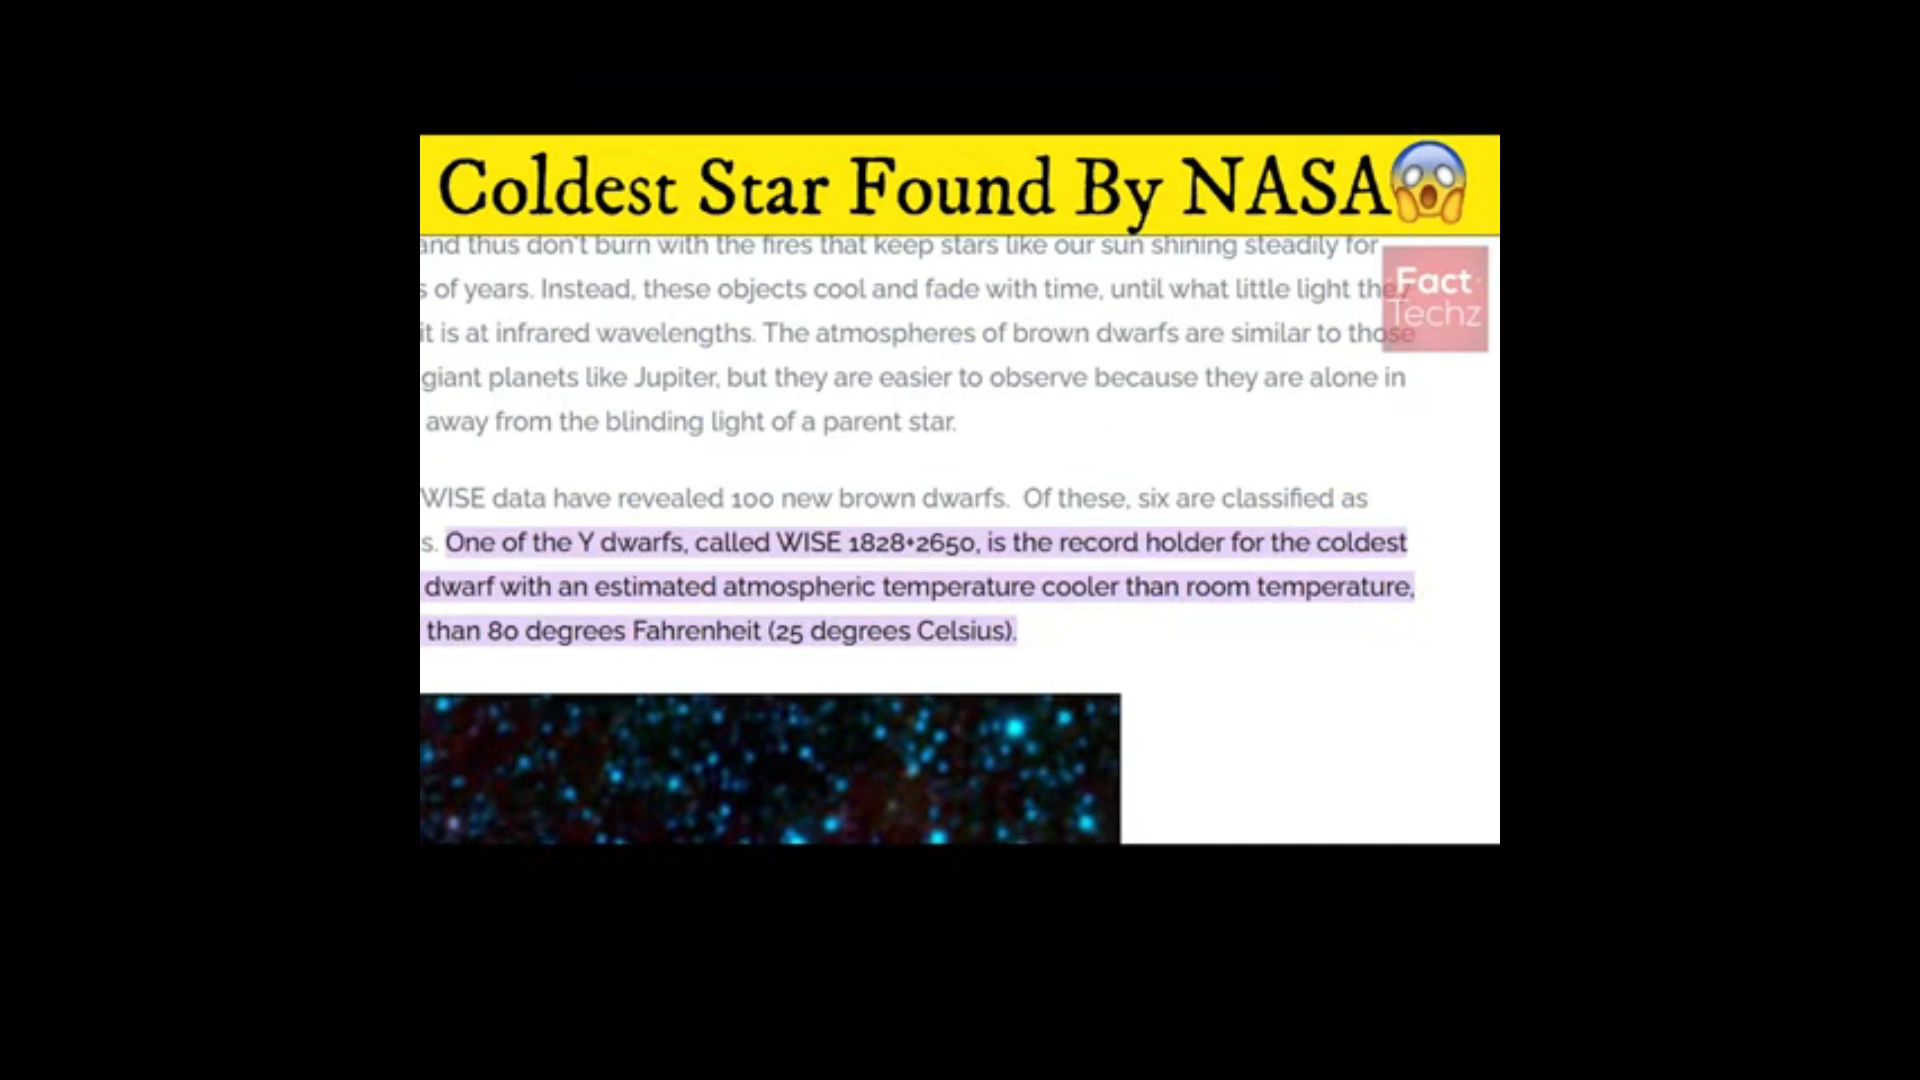 Coldest Star Found By NASA😱
and thus don't burn with the fires that keep stars like our sun shining steadily for
s of years. Instead, these objects cool and fade with time, until what little light they
it is at infrared wavelengths. The atmospheres of brown dwarfs are similar to those
giant planets like Jupiter, but they are easier to observe because they are alone in
away from the blinding light of a parent star.
WISE data have revealed 100 new brown dwarfs. Of these, six are classified as
s. One of the Y dwarfs, called WISE 1828+2650, is the record holder for the coldest
dwarf with an estimated atmospheric temperature cooler than room temperature,
than 80 degrees Fahrenheit (25 degrees Celsius).
Fact
Techz